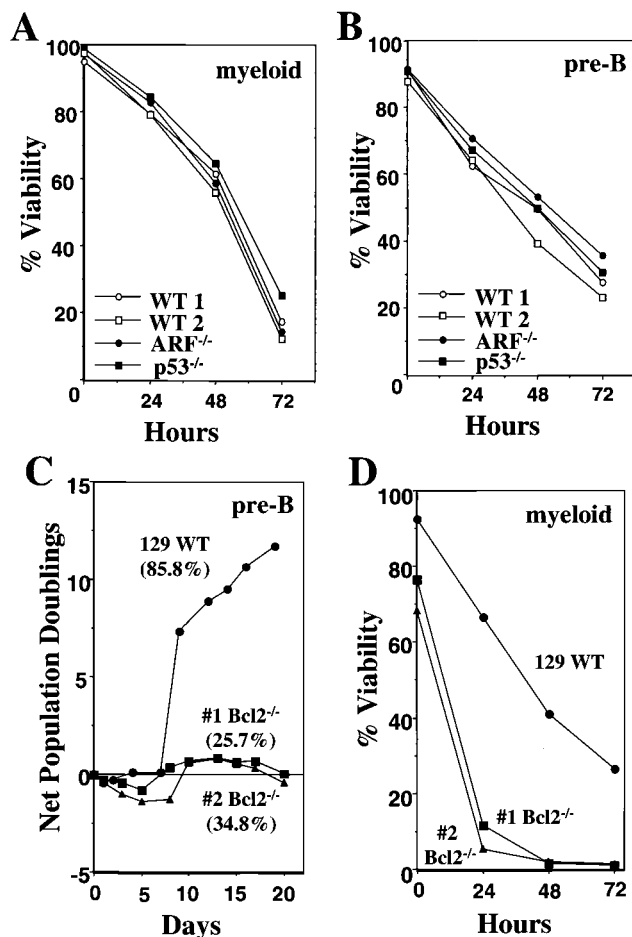 A
myeloid
% Viability
100
80
60
40
20
0
WT 1
WT 2
ARF-/-
p53-/-
24
48
72
Hours
B
pre-B
% Viability
100
80
60
40
20
0
WT 1
WT 2
ARF-/-
p53-/-
24
48
72
Hours
C
pre-B
Net Population Doublings
15
10
5
0
-5
129 WT
(85.8%)
#1 Bcl2-/-
(25.7%)
#2 Bcl2-/-
(34.8%)
0
5
10
15
20
Days
D
myeloid
% Viability
100
80
60
40
20
0
129 WT
#1 Bcl2-/-
#2
Bcl2-/-
0
24
48
72
Hours